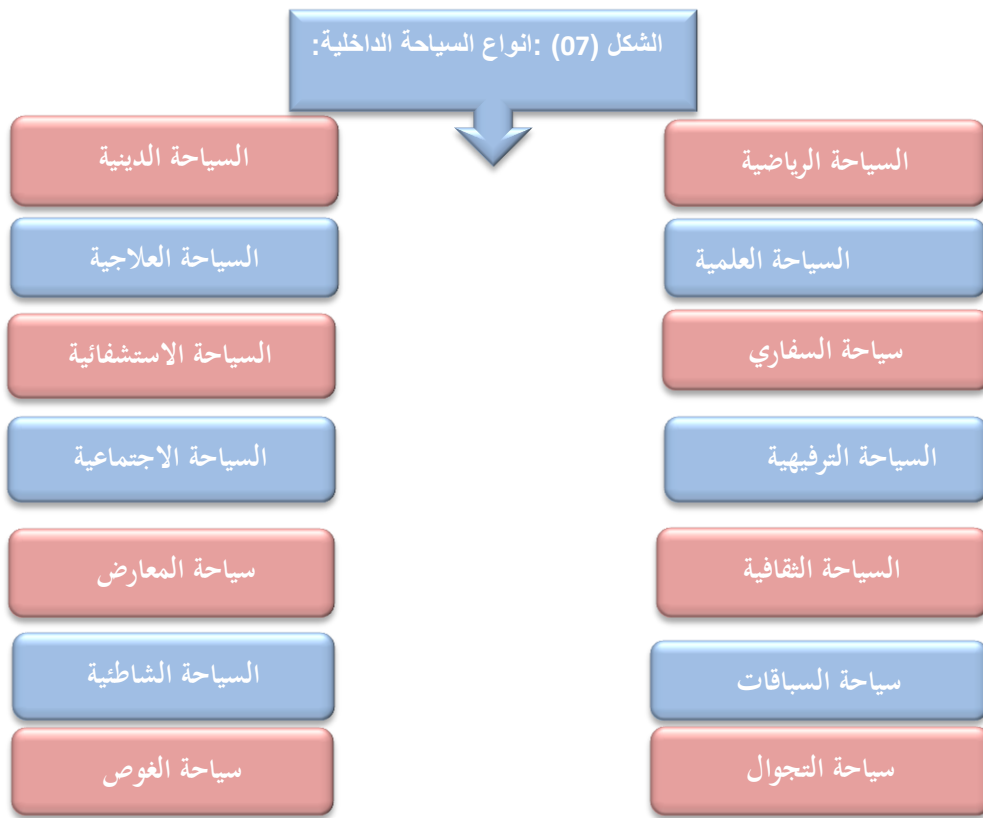 الشكل (07) :انواع السياحة الداخلية:
السياحة الرياضية
السياحة الدينية
السياحة العلمية
السياحة العلاجية
سياحة السفاري
السياحة الاستشفائية
السياحة الترفيهية
السياحة الاجتماعية
السياحة الثقافية
سياحة المعارض
سياحة السباقات
السياحة الشاطئية
سياحة التجوال
سياحة الغوص